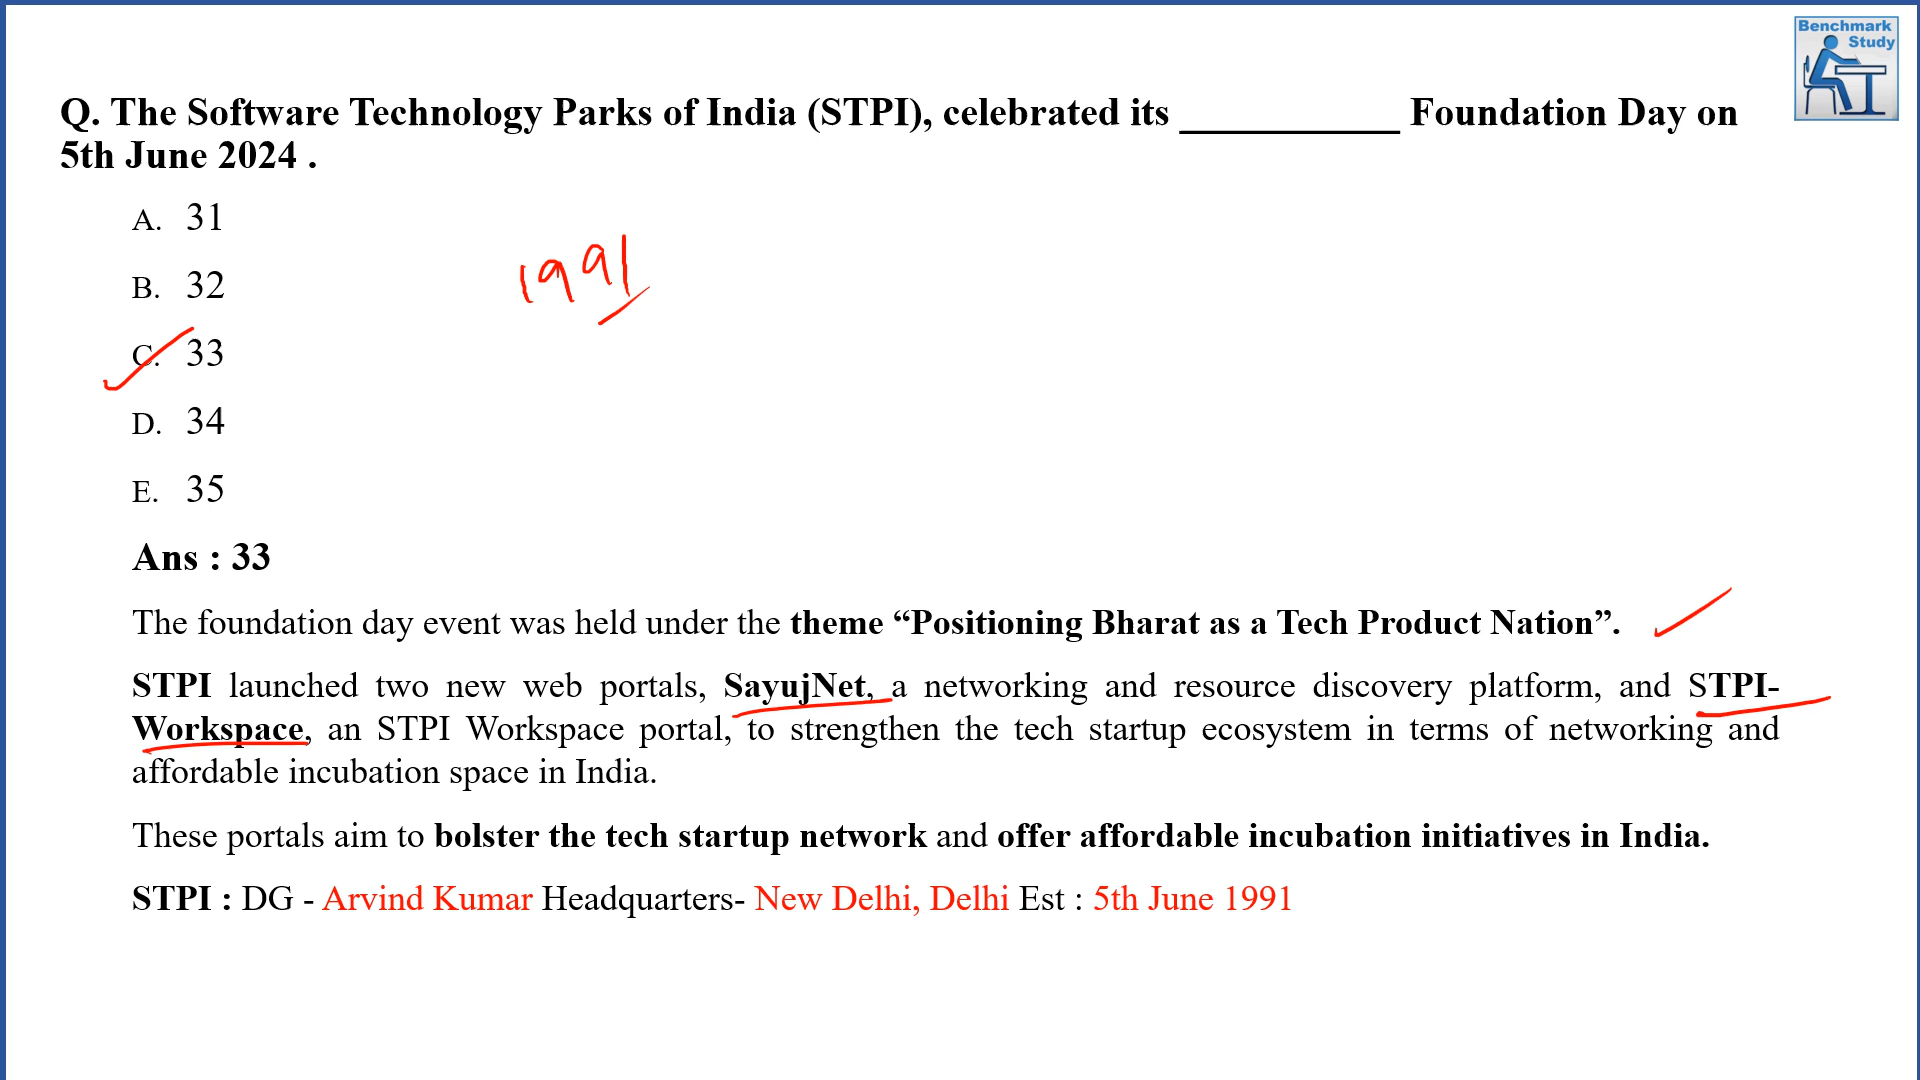 Benchmark
Study
Q. The Software Technology Parks of India (STPI), celebrated its ___________ Foundation Day on
5th June 2024 .
A. 31
B. 32
C. 33
D. 34
E. 35
1991
Ans : 33
The foundation day event was held under the theme “Positioning Bharat as a Tech Product Nation”.
STPI launched two new web portals, SayujNet, a networking and resource discovery platform, and STPI-
Workspace, an STPI Workspace portal, to strengthen the tech startup ecosystem in terms of networking and
affordable incubation space in India.
These portals aim to bolster the tech startup network and offer affordable incubation initiatives in India.
STPI : DG - Arvind Kumar Headquarters- New Delhi, Delhi Est : 5th June 1991